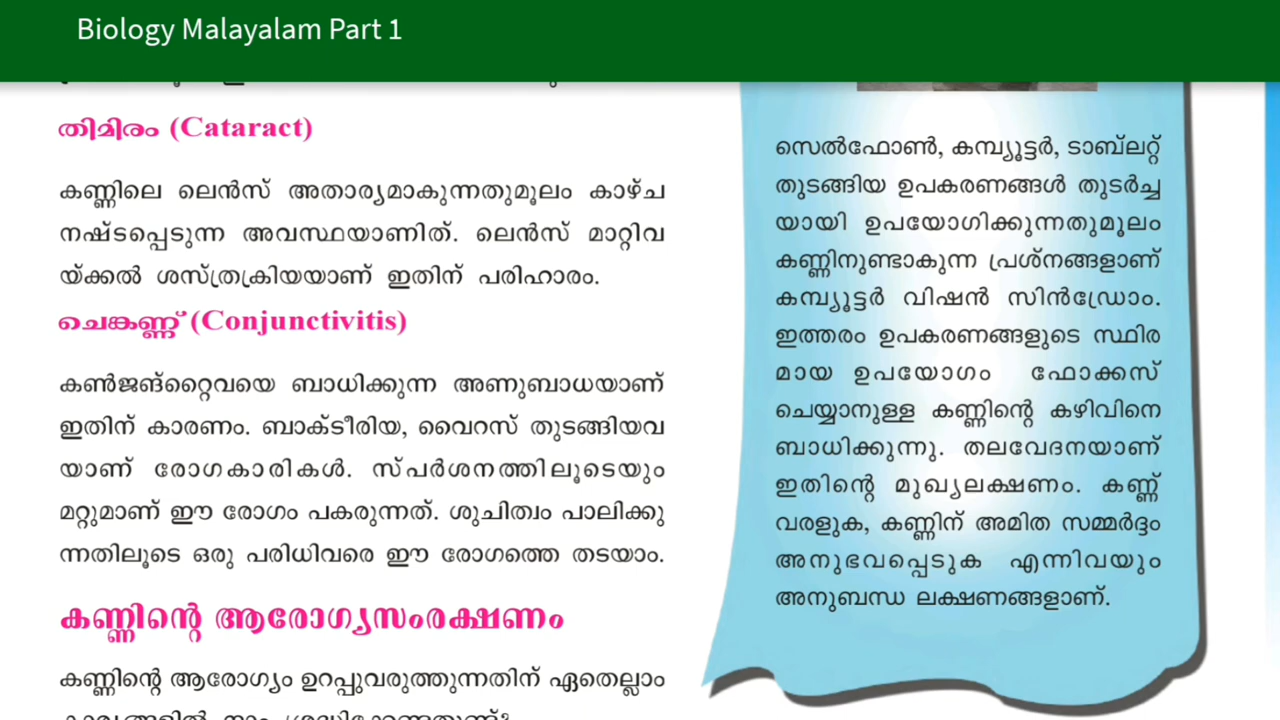 Biology Malayalam Part 1
തിമിരം (Cataract)
കണ്ണിലെ ലെൻസ് അതാര്യമാകുന്നതുമൂലം കാഴ്ച
നഷ്ടപ്പെടുന്ന അവസ്ഥയാണിത്. ലെൻസ് മാറ്റിവ
യ്ക്കൽ ശസ്ത്രക്രിയയാണ് ഇതിന് പരിഹാരം.
ചെങ്കണ്ണ് (Conjunctivitis)
കൺജങ്റ്റൈവയെ ബാധിക്കുന്ന അണുബാധയാണ്
ഇതിന് കാരണം. ബാക്ടീരിയ, വൈറസ് തുടങ്ങിയവ
യാണ് രോഗകാരികൾ. സ്പർശനത്തിലൂടെയും
മറ്റുമാണ് ഈ രോഗം പകരുന്നത്. ശുചിത്വം പാലിക്കു
ന്നതിലൂടെ ഒരു പരിധിവരെ ഈ രോഗത്തെ തടയാം.
കണ്ണിന്റെ ആരോഗ്യസംരക്ഷണം
കണ്ണിന്റെ ആരോഗ്യം ഉറപ്പുവരുത്തുന്നതിന് ഏതെല്ലാം
സെൽഫോൺ, കമ്പ്യൂട്ടർ, ടാബ്‌ലറ്റ്
തുടങ്ങിയ ഉപകരണങ്ങൾ തുടർച്ച
യായി ഉപയോഗിക്കുന്നതുമൂലം
കണ്ണിനുണ്ടാകുന്ന പ്രശ്നങ്ങളാണ്
കമ്പ്യൂട്ടർ വിഷൻ സിൻഡ്രോം.
ഇത്തരം ഉപകരണങ്ങളുടെ സ്ഥിര
മായ ഉപയോഗം ഫോക്കസ്
ചെയ്യാനുള്ള കണ്ണിന്റെ കഴിവിനെ
ബാധിക്കുന്നു. തലവേദനയാണ്
ഇതിന്റെ മുഖ്യലക്ഷണം. കണ്ണ്
വരളുക, കണ്ണിന് അമിത സമ്മർദ്ദം
അനുഭവപ്പെടുക എന്നിവയും
അനുബന്ധ ലക്ഷണങ്ങളാണ്.